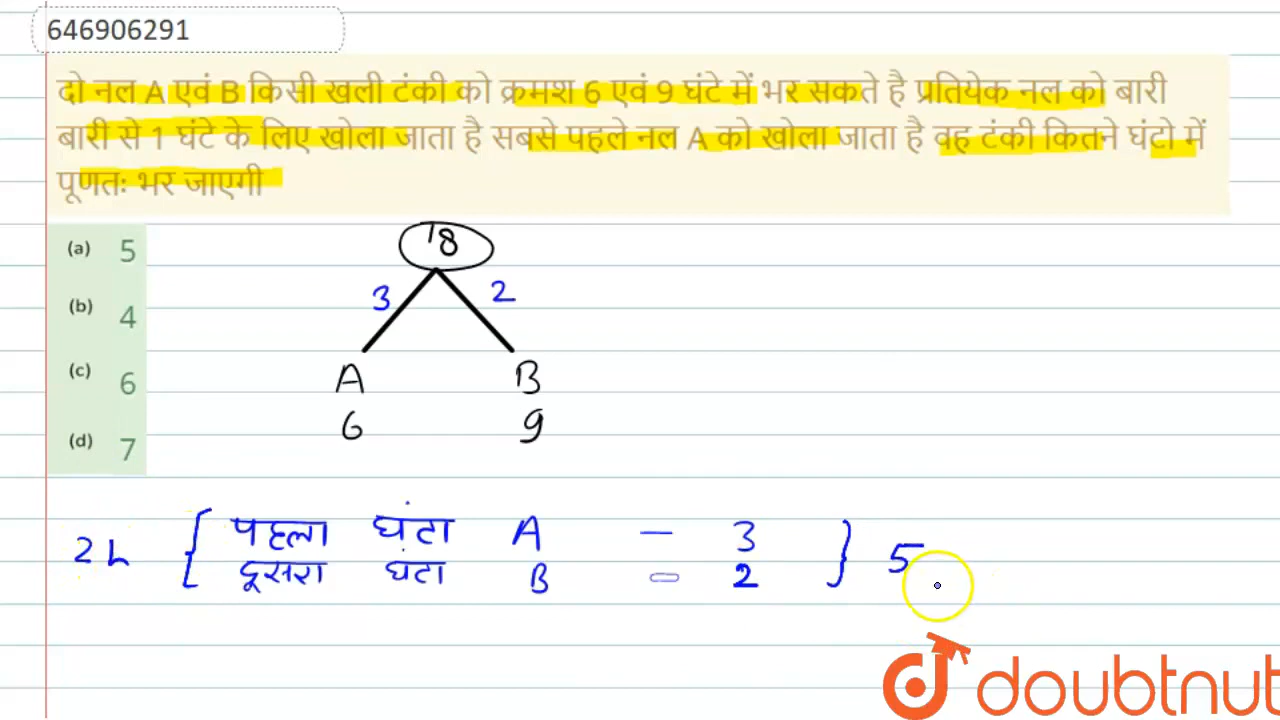 646906291
दो नल A एवं B किसी खली टंकी को क्रमश 6 एवं 9 घंटे में भर सकते है प्रतियेक नल को बारी
बारी से 1 घंटे के लिए खोला जाता है सबसे पहले नल A को खोला जाता है वह टंकी कितने घंटो में
पूणतः भर जाएगी
(a) 5
(b) 4
(c) 6
(d) 7
18
3 2
A B
6 9
पहला घंटा A — 3
2h { } 5
दूसरा घंटा B — 2
doubtnut